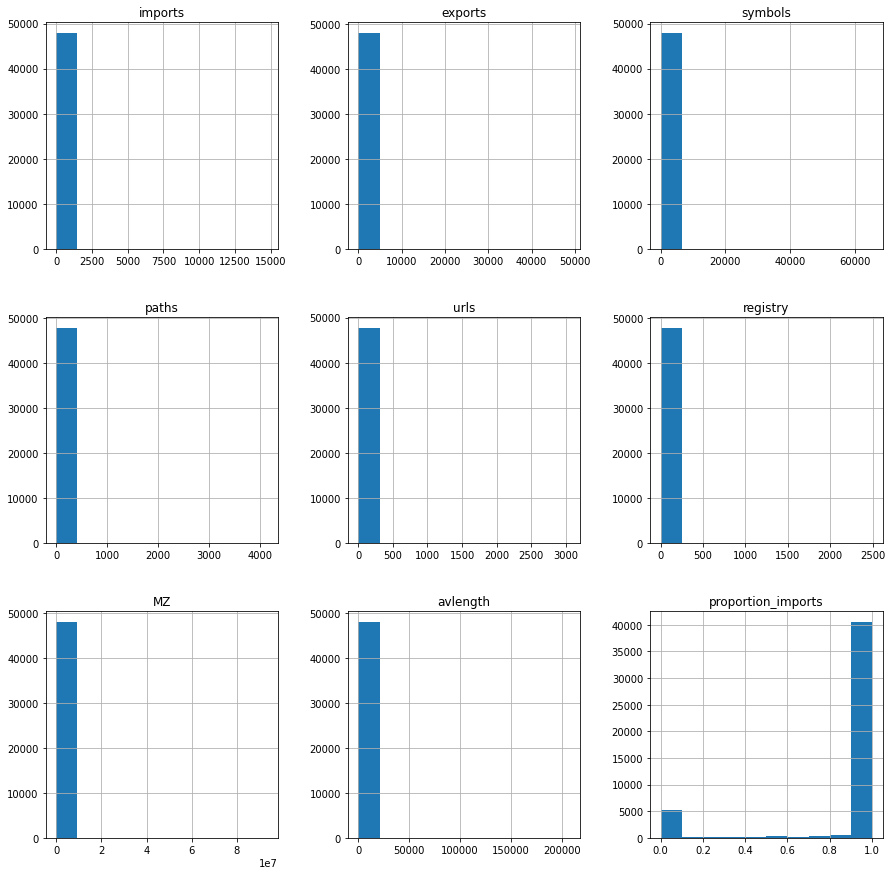 imports exports symbols
50000 50000 50000
40000 40000 40000
30000 30000 30000
20000 20000 20000
10000 10000 10000
0 0 0
0 2500 5000 7500 10000 12500 15000 0 10000 20000 30000 40000 50000 0 20000 40000 60000
paths urls registry
50000 50000 50000
40000 40000 40000
30000 30000 30000
20000 20000 20000
10000 10000 10000
0 0 0
0 1000 2000 3000 4000 0 500 1000 1500 2000 2500 3000 0 500 1000 1500 2000 2500
MZ avlength proportion_imports
50000 50000 40000
40000 40000 35000
30000 30000 30000
20000 20000 25000
10000 10000 20000
0 0 15000
10000
5000
0
0 2 4 6 8 0 50000 100000 150000 200000 0.0 0.2 0.4 0.6 0.8 1.0
1e7